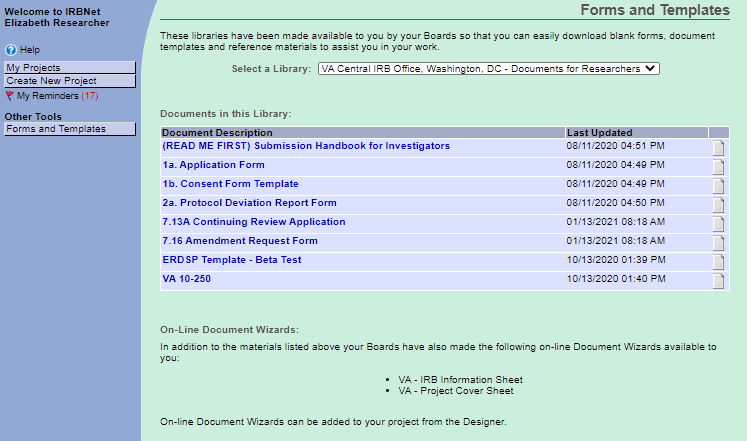 Welcome to IRBNet
Elizabeth Researcher
Help
My Projects
Create New Project
My Reminders (17)
Other Tools
Forms and Templates
Forms and Templates
These libraries have been made available to you by your Boards so that you can easily download blank forms, document
templates and reference materials to assist you in your work.
Select a Library: VA Central IRB Office, Washington, DC - Documents for Researchers
Documents in this Library:
Document Description Last Updated
(READ ME FIRST) Submission Handbook for Investigators 08/11/2020 04:51 PM
1a. Application Form 08/11/2020 04:49 PM
1b. Consent Form Template 08/11/2020 04:49 PM
2a. Protocol Deviation Report Form 08/11/2020 04:50 PM
7.13A Continuing Review Application 01/13/2021 08:18 AM
7.16 Amendment Request Form 01/13/2021 08:18 AM
ERDSP Template - Beta Test 10/13/2020 01:39 PM
VA 10-250 10/13/2020 01:40 PM
On-Line Document Wizards:
In addition to the materials listed above your Boards have also made the following on-line Document Wizards available to
you:
• VA - IRB Information Sheet
• VA - Project Cover Sheet
On-line Document Wizards can be added to your project from the Designer.